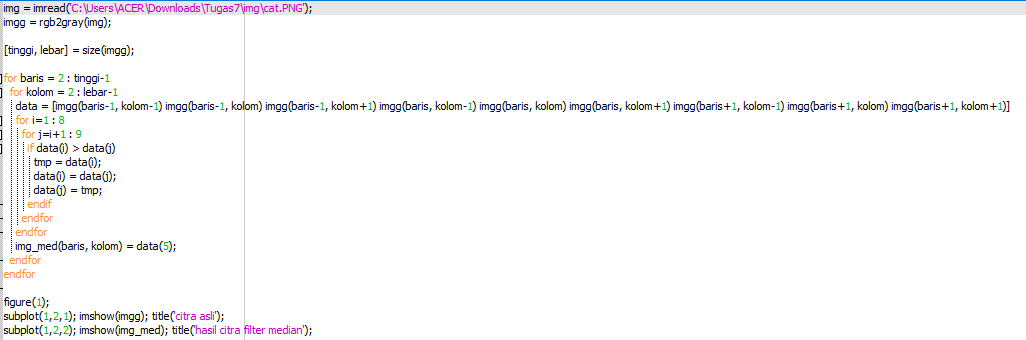 img = imread('C:\Users\ACER\Downloads\Tugas7\img\cat.PNG');
imgg = rgb2gray(img);
[tinggi, lebar] = size(imgg);
for baris = 2 : tinggi-1
for kolom = 2 : lebar-1
data = [imgg(baris-1, kolom-1) imgg(baris-1, kolom) imgg(baris-1, kolom+1) imgg(baris, kolom-1) imgg(baris, kolom) imgg(baris, kolom+1) imgg(baris+1, kolom-1) imgg(baris+1, kolom) imgg(baris+1, kolom+1)]
for i=1 : 8
for j=i+1 : 9
if data(i) > data(j)
tmp = data(i);
data(i) = data(j);
data(j) = tmp;
endif
endfor
endfor
img_med(baris, kolom) = data(5);
endfor
endfor
figure(1);
subplot(1,2,1); imshow(imgg); title('citra asli');
subplot(1,2,2); imshow(img_med); title('hasil citra filter median');